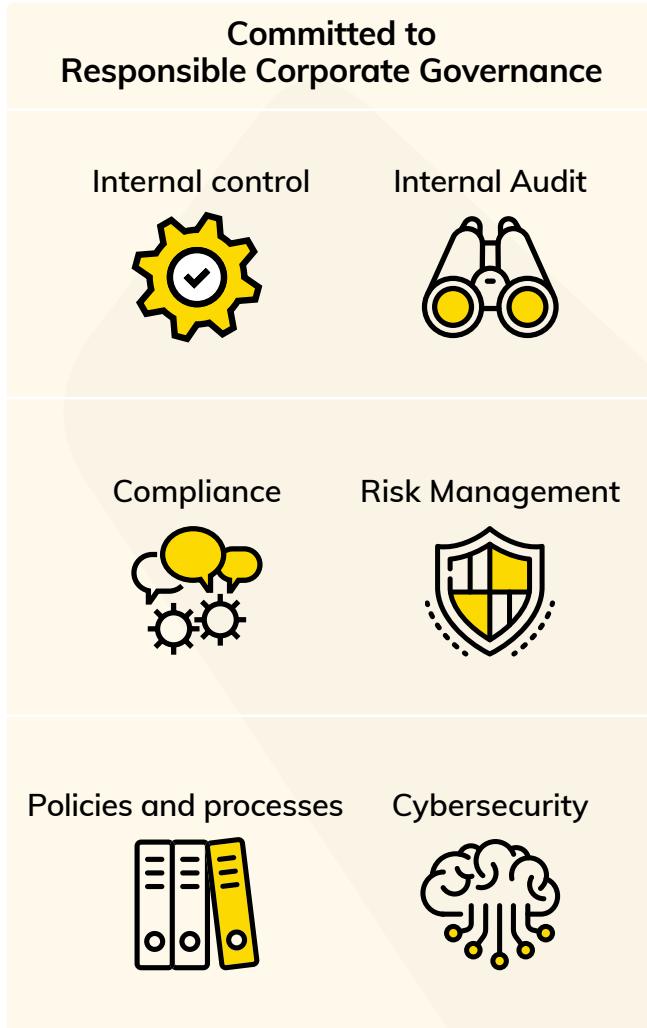 Committed to
Responsible Corporate Governance
Internal control
Internal Audit
Compliance
Risk Management
Policies and processes
Cybersecurity